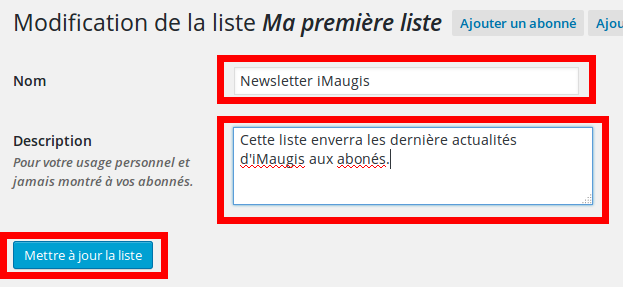 Modification de la liste Ma première liste Ajouter un abonné Ajou
Nom Newsletter iMaugis
Description
Pour votre usage personnel et
jamais montré à vos abonnés.
Cette liste enverra les dernière actualités
d'iMaugis aux abonés.
Mettre à jour la liste